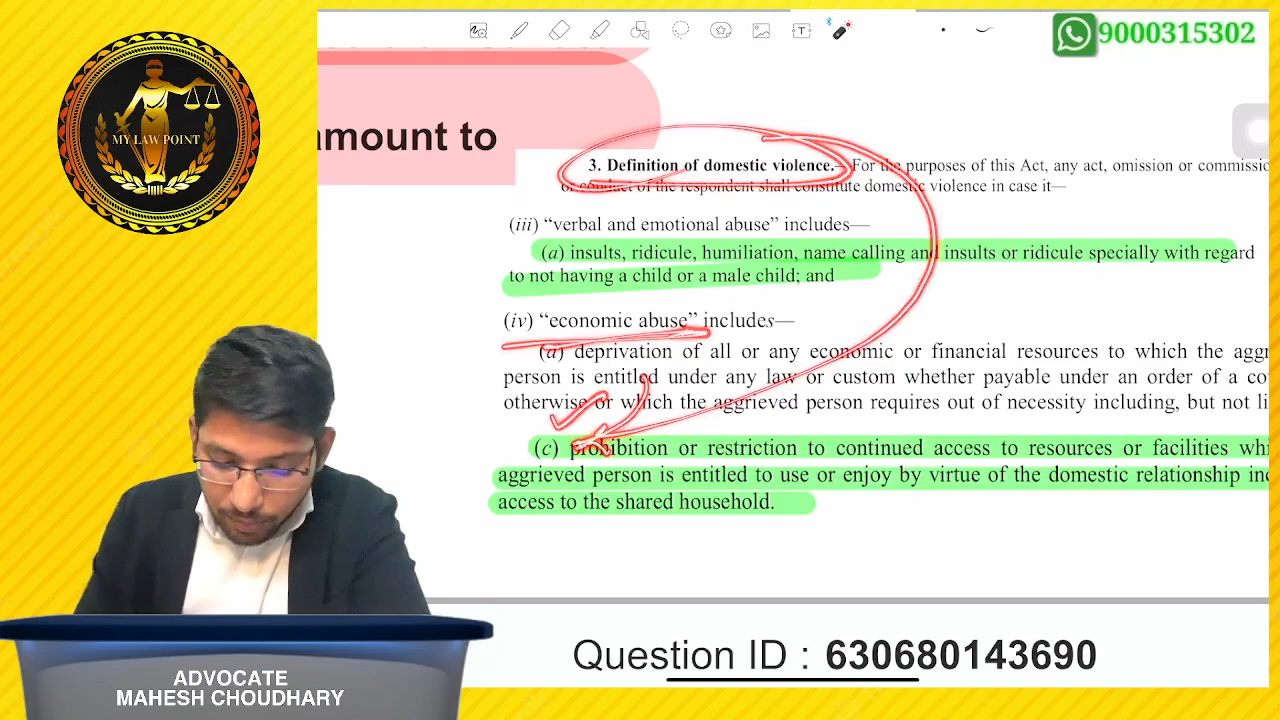 9000315302
MY LAW POINT
amount to
3. Definition of domestic violence.— For the purposes of this Act, any act, omission or commissio
or conduct of the respondent shall constitute domestic violence in case it—
(iii) “verbal and emotional abuse” includes—
(a) insults, ridicule, humiliation, name calling and insults or ridicule specially with regard
to not having a child or a male child; and
(iv) “economic abuse” includes—
(a) deprivation of all or any economic or financial resources to which the aggr
person is entitled under any law or custom whether payable under an order of a co
otherwise or which the aggrieved person requires out of necessity including, but not li
(c) prohibition or restriction to continued access to resources or facilities whi
aggrieved person is entitled to use or enjoy by virtue of the domestic relationship inc
access to the shared household.
Question ID : 630680143690
ADVOCATE
MAHESH CHOUDHARY